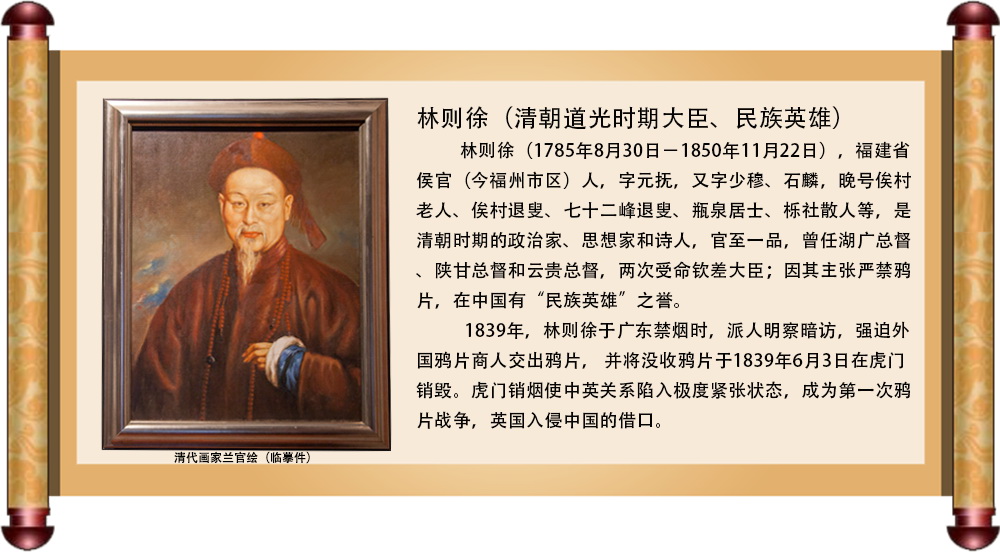 林则徐（清朝道光时期大臣、民族英雄）
林则徐（1785年8月30日－1850年11月22日），福建省
侯官（今福州市区）人，字元抚，又字少穆、石麟，晚号俟村
老人、俟村退叟、七十二峰退叟、瓶泉居士、栎社散人等，是
清朝时期的政治家、思想家和诗人，官至一品，曾任湖广总督
、陕甘总督和云贵总督，两次受命钦差大臣；因其主张严禁鸦
片，在中国有“民族英雄”之誉。
1839年，林则徐于广东禁烟时，派人明察暗访，强迫外
国鸦片商人交出鸦片， 并将没收鸦片于1839年6月3日在虎门
销毁。虎门销烟使中英关系陷入极度紧张状态，成为第一次鸦
片战争，英国入侵中国的借口。
清代画家兰官绘（临摹件）